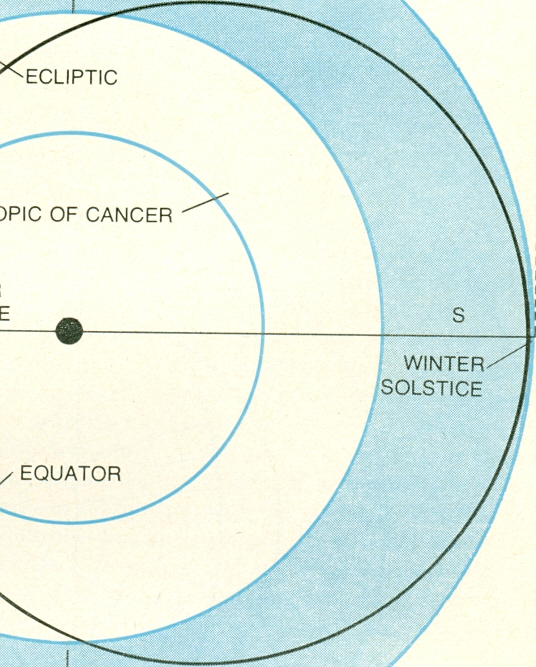 ECLIPTIC
OPIC OF CANCER
R
E
S
WINTER
SOLSTICE
EQUATOR